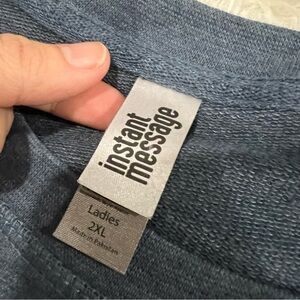 instant
message
Ladies
2XL
Made in Pakistan